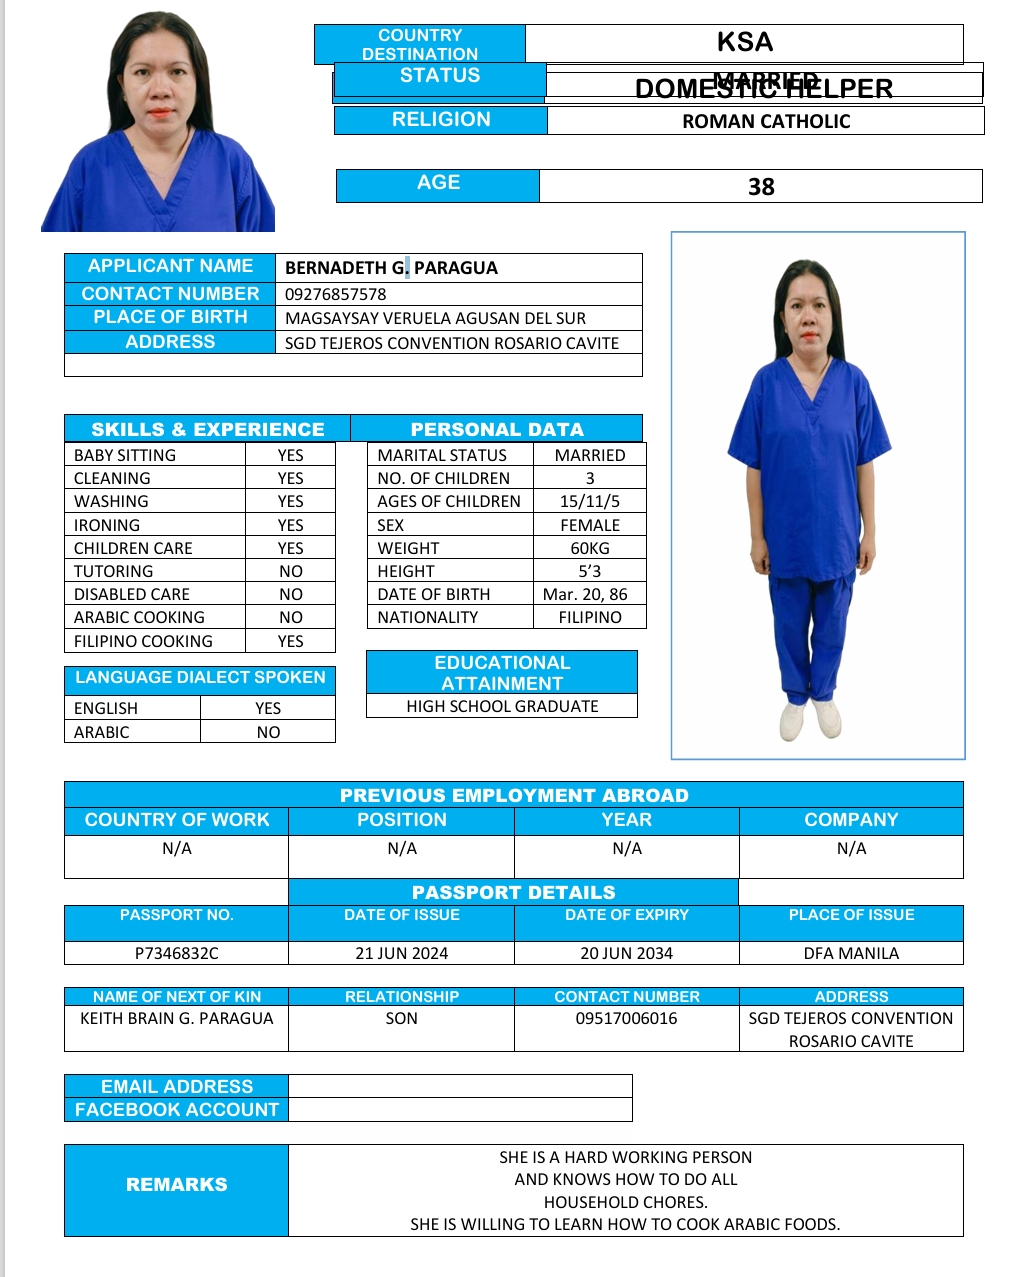 COUNTRY DESTINATION KSA
STATUS MARRIED
DOMESTIC HELPER
RELIGION ROMAN CATHOLIC
AGE 38
APPLICANT NAME BERNADETH G. PARAGUA
CONTACT NUMBER 09276857578
PLACE OF BIRTH MAGSAYSAY VERUELA AGUSAN DEL SUR
ADDRESS SGD TEJEROS CONVENTION ROSARIO CAVITE
SKILLS & EXPERIENCE
BABY SITTING YES
CLEANING YES
WASHING YES
IRONING YES
CHILDREN CARE YES
TUTORING NO
DISABLED CARE NO
ARABIC COOKING NO
FILIPINO COOKING YES
LANGUAGE DIALECT SPOKEN
ENGLISH YES
ARABIC NO
PERSONAL DATA
MARITAL STATUS MARRIED
NO. OF CHILDREN 3
AGES OF CHILDREN 15/11/5
SEX FEMALE
WEIGHT 60KG
HEIGHT 5’3
DATE OF BIRTH Mar. 20, 86
NATIONALITY FILIPINO
EDUCATIONAL
ATTAINMENT
HIGH SCHOOL GRADUATE
PREVIOUS EMPLOYMENT ABROAD
COUNTRY OF WORK POSITION YEAR COMPANY
N/A N/A N/A N/A
PASSPORT DETAILS
PASSPORT NO. DATE OF ISSUE DATE OF EXPIRY PLACE OF ISSUE
P7346832C 21 JUN 2024 20 JUN 2034 DFA MANILA
NAME OF NEXT OF KIN RELATIONSHIP CONTACT NUMBER ADDRESS
KEITH BRAIN G. PARAGUA SON 09517006016 SGD TEJEROS CONVENTION
ROSARIO CAVITE
EMAIL ADDRESS
FACEBOOK ACCOUNT
REMARKS
SHE IS A HARD WORKING PERSON
AND KNOWS HOW TO DO ALL
HOUSEHOLD CHORES.
SHE IS WILLING TO LEARN HOW TO COOK ARABIC FOODS.